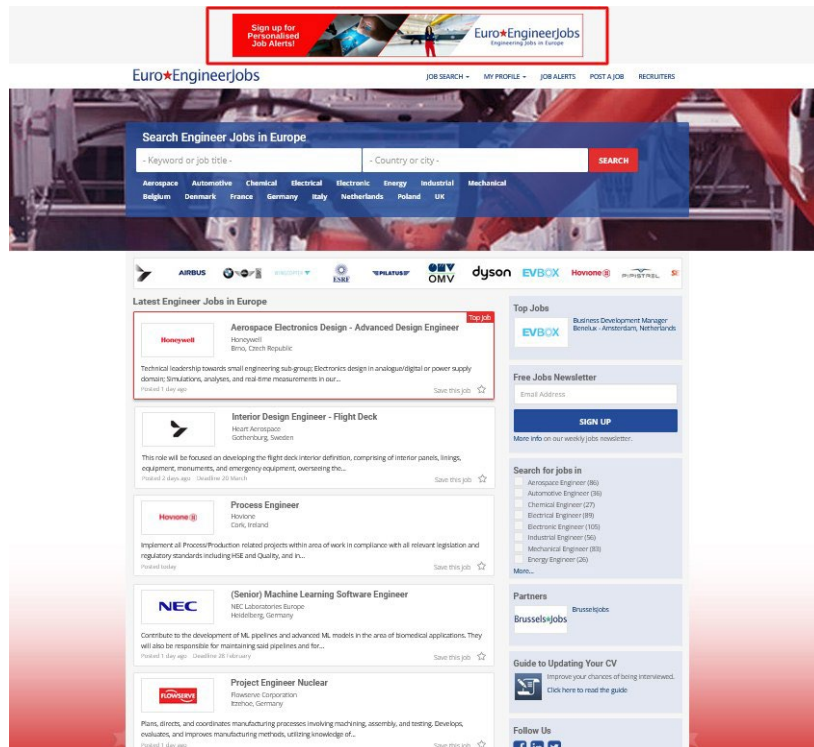 Sign up for
Personalised
Job Alerts!
Euro★EngineerJobs
Engineering Jobs in Europe
Euro★EngineerJobs
JOB SEARCH MY PROFILE JOB ALERTS POST A JOB RECRUITERS
Search Engineer Jobs in Europe
- Keyword or job title - - Country or city - SEARCH
Aerospace Automotive Chemical Electrical Electronic Energy Industrial Mechanical
Belgium Denmark France Germany Italy Netherlands Poland UK
AIRBUS ESRF PILATUS OMV dyson EVBOX Hovione PIPISTREL
Latest Engineer Jobs in Europe
Top Job
Honeywell
Aerospace Electronics Design - Advanced Design Engineer
Honeywell
Brno, Czech Republic
Technical leadership towards small engineering sub-group; Electronics design in analogue/digital or power supply
domain; Simulations, analyses, and real-time measurements in our...
Posted 1 day ago Save this job
Interior Design Engineer - Flight Deck
Heart Aerospace
Gothenburg, Sweden
This role will be focused on developing the flight deck interior definition, comprising of interior panels, linings,
equipment, monuments, and emergency equipment, overseeing the...
Posted 2 days ago Deadline 20 March Save this job
Hovione
Process Engineer
Hovione
Cork, Ireland
Implement all Process/Production related projects within area of work in compliance with all relevant legislation and
regulatory standards including HSE and Quality, and in...
Posted today Save this job
NEC
(Senior) Machine Learning Software Engineer
NEC Laboratories Europe
Heidelberg, Germany
Contribute to the development of ML pipelines and advanced ML models in the area of biomedical applications. They
will also be responsible for maintaining said pipelines and for...
Posted 1 day ago Deadline 28 February Save this job
FLOWSERVE
Project Engineer Nuclear
Flowserve Corporation
Itzehoe, Germany
Plans, directs, and coordinates manufacturing processes involving machining, assembly, and testing. Develops,
evaluates, and improves manufacturing methods, utilizing knowledge of...
Posted 1 day ago Save this job
Top Jobs
EVBOX
Business Development Manager
Benelux - Amsterdam, Netherlands
Free Jobs Newsletter
Email Address
SIGN UP
More info on our weekly jobs newsletter.
Search for jobs in
Aerospace Engineer (86)
Automotive Engineer (36)
Chemical Engineer (27)
Electrical Engineer (89)
Electronic Engineer (105)
Industrial Engineer (56)
Mechanical Engineer (83)
Energy Engineer (26)
More...
Partners
Brussels★Jobs
BrusselsJobs
Guide to Updating Your CV
Improve your chances of being interviewed.
Click here to read the guide
Follow Us